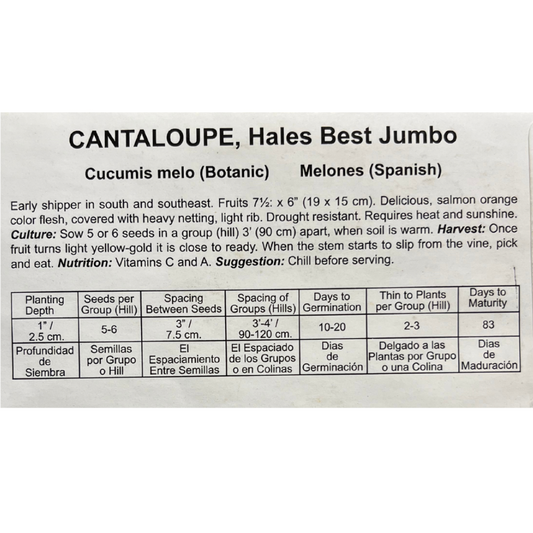 CANTALOUPE, Hales Best Jumbo
Cucumis melo (Botanic) Melones (Spanish)
Early shipper in south and southeast. Fruits 7½: x 6" (19 x 15 cm). Delicious, salmon orange
color flesh, covered with heavy netting, light rib. Drought resistant. Requires heat and sunshine.
Culture: Sow 5 or 6 seeds in a group (hill) 3' (90 cm) apart, when soil is warm. Harvest: Once
fruit turns light yellow-gold it is close to ready. When the stem starts to slip from the vine, pick
and eat. Nutrition: Vitamins C and A. Suggestion: Chill before serving.
Planting Depth | Seeds per Group (Hill) | Spacing Between Seeds | Spacing of Groups (Hills) | Days to Germination | Thin to Plants per Group (Hill) | Days to Maturity
1" / 2.5 cm. | 5-6 | 3" / 7.5 cm. | 3'-4' / 90-120 cm. | 10-20 | 2-3 | 83
Profundidad de Siembra | Semillas por Grupo o Hill | El Espaciamiento Entre Semillas | El Espaciado de los Grupos o en Colinas | Dias de Germinación | Delgado a las Plantas por Grupo o una Colina | Dias de Maduración